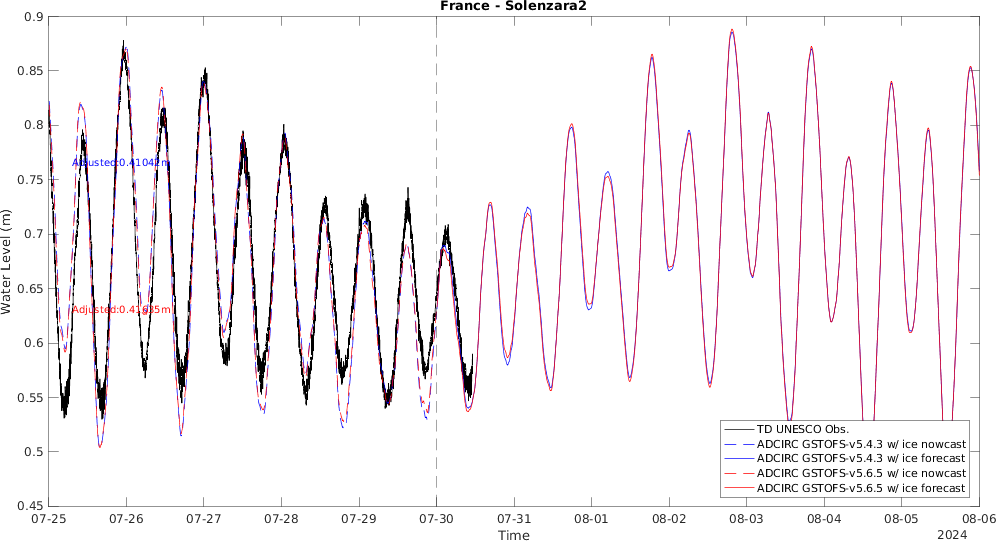 France - Solenzara2
Water Level (m)
0.9
0.85
0.8
0.75
0.7
0.65
0.6
0.55
0.5
0.45
Adjusted:0.41042m
TD UNESCO Obs.
ADCIRC GSTOFS-v5.4.3 w/ ice nowcast
ADCIRC GSTOFS-v5.4.3 w/ ice forecast
ADCIRC GSTOFS-v5.6.5 w/ ice nowcast
ADCIRC GSTOFS-v5.6.5 w/ ice forecast
07-25 07-26 07-27 07-28 07-29 07-30 07-31 08-01 08-02 08-03 08-04 08-05 08-06
Time
2024